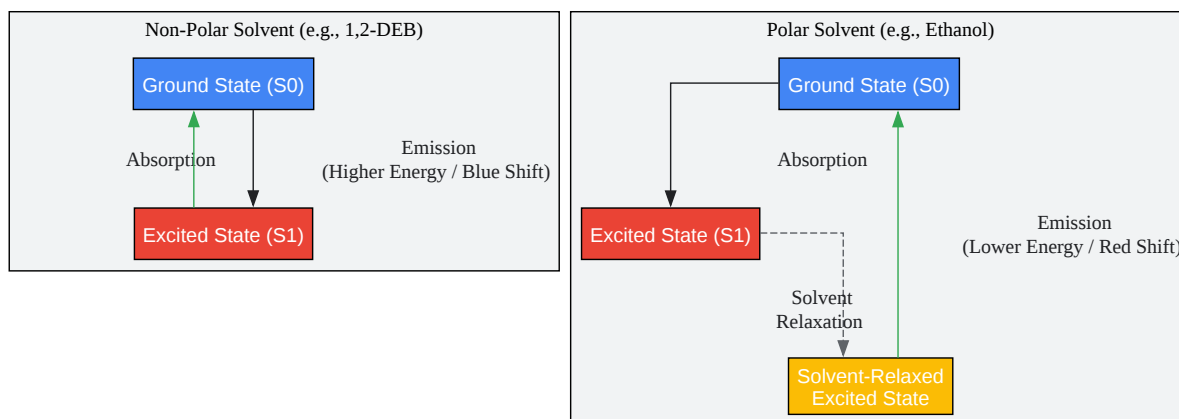 Non-Polar Solvent (e.g., 1,2-DEB)
Ground State (S0)
Absorption
Emission
(Higher Energy / Blue Shift)
Excited State (S1)
Polar Solvent (e.g., Ethanol)
Ground State (S0)
Absorption
Excited State (S1)
Emission
(Lower Energy / Red Shift)
Solvent
Relaxation
Solvent-Relaxed
Excited State